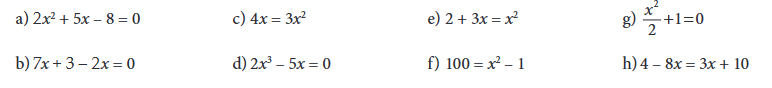 a) 2x² + 5x – 8 = 0 c) 4x = 3x² e) 2 + 3x = x² g) x²/2 +1=0
b) 7x + 3 – 2x = 0 d) 2x³ – 5x = 0 f) 100 = x² – 1 h) 4 – 8x = 3x + 10